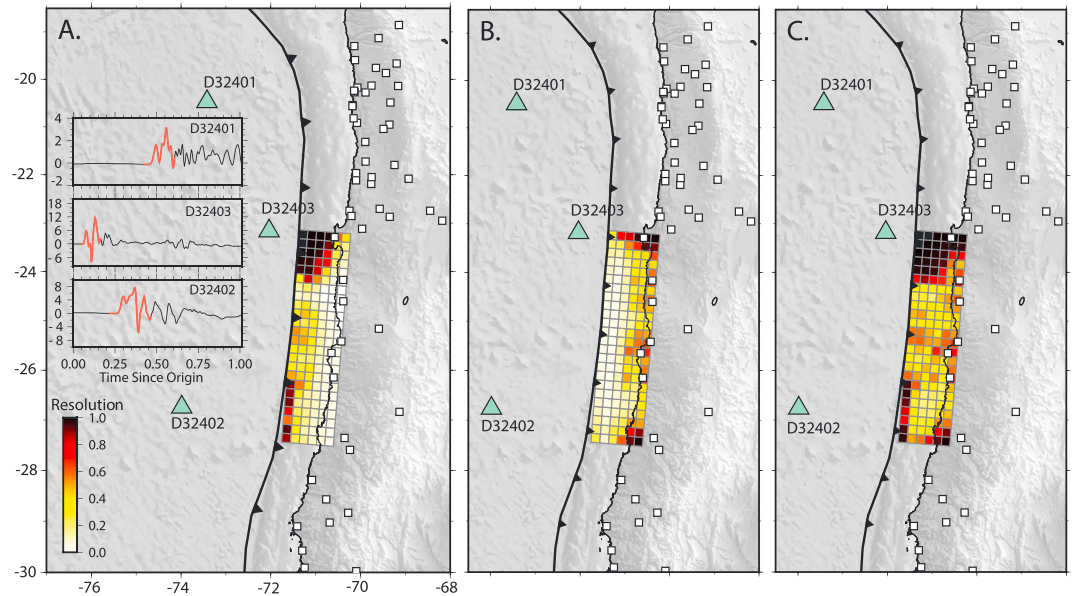 A.
B.
C.
-20
-22
-24
-26
-28
-30
D32401
D32401
D32401
4
2
0
-2
D32401
D32403
D32403
D32403
18
12
6
0
-6
D32403
8
4
0
-4
-8
D32402
0.00 0.25 0.50 0.75 1.00
Time Since Origin
Resolution
1.0
0.8
0.6
0.4
0.2
0.0
D32402
D32402
D32402
-76 -74 -72 -70 -68